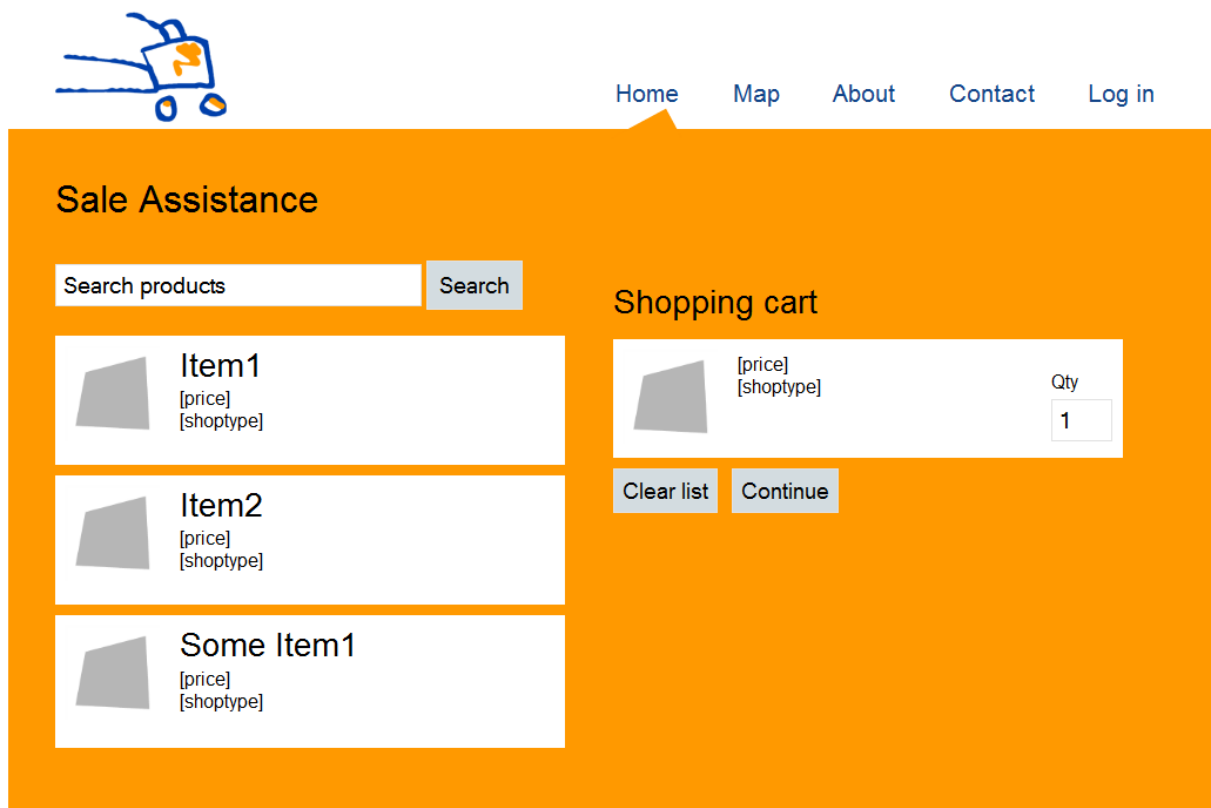 Home Map About Contact Log in
Sale Assistance
Search products Search
Item1
[price]
[shoptype]
Item2
[price]
[shoptype]
Some Item1
[price]
[shoptype]
Shopping cart
[price]
[shoptype]
Qty
1
Clear list Continue